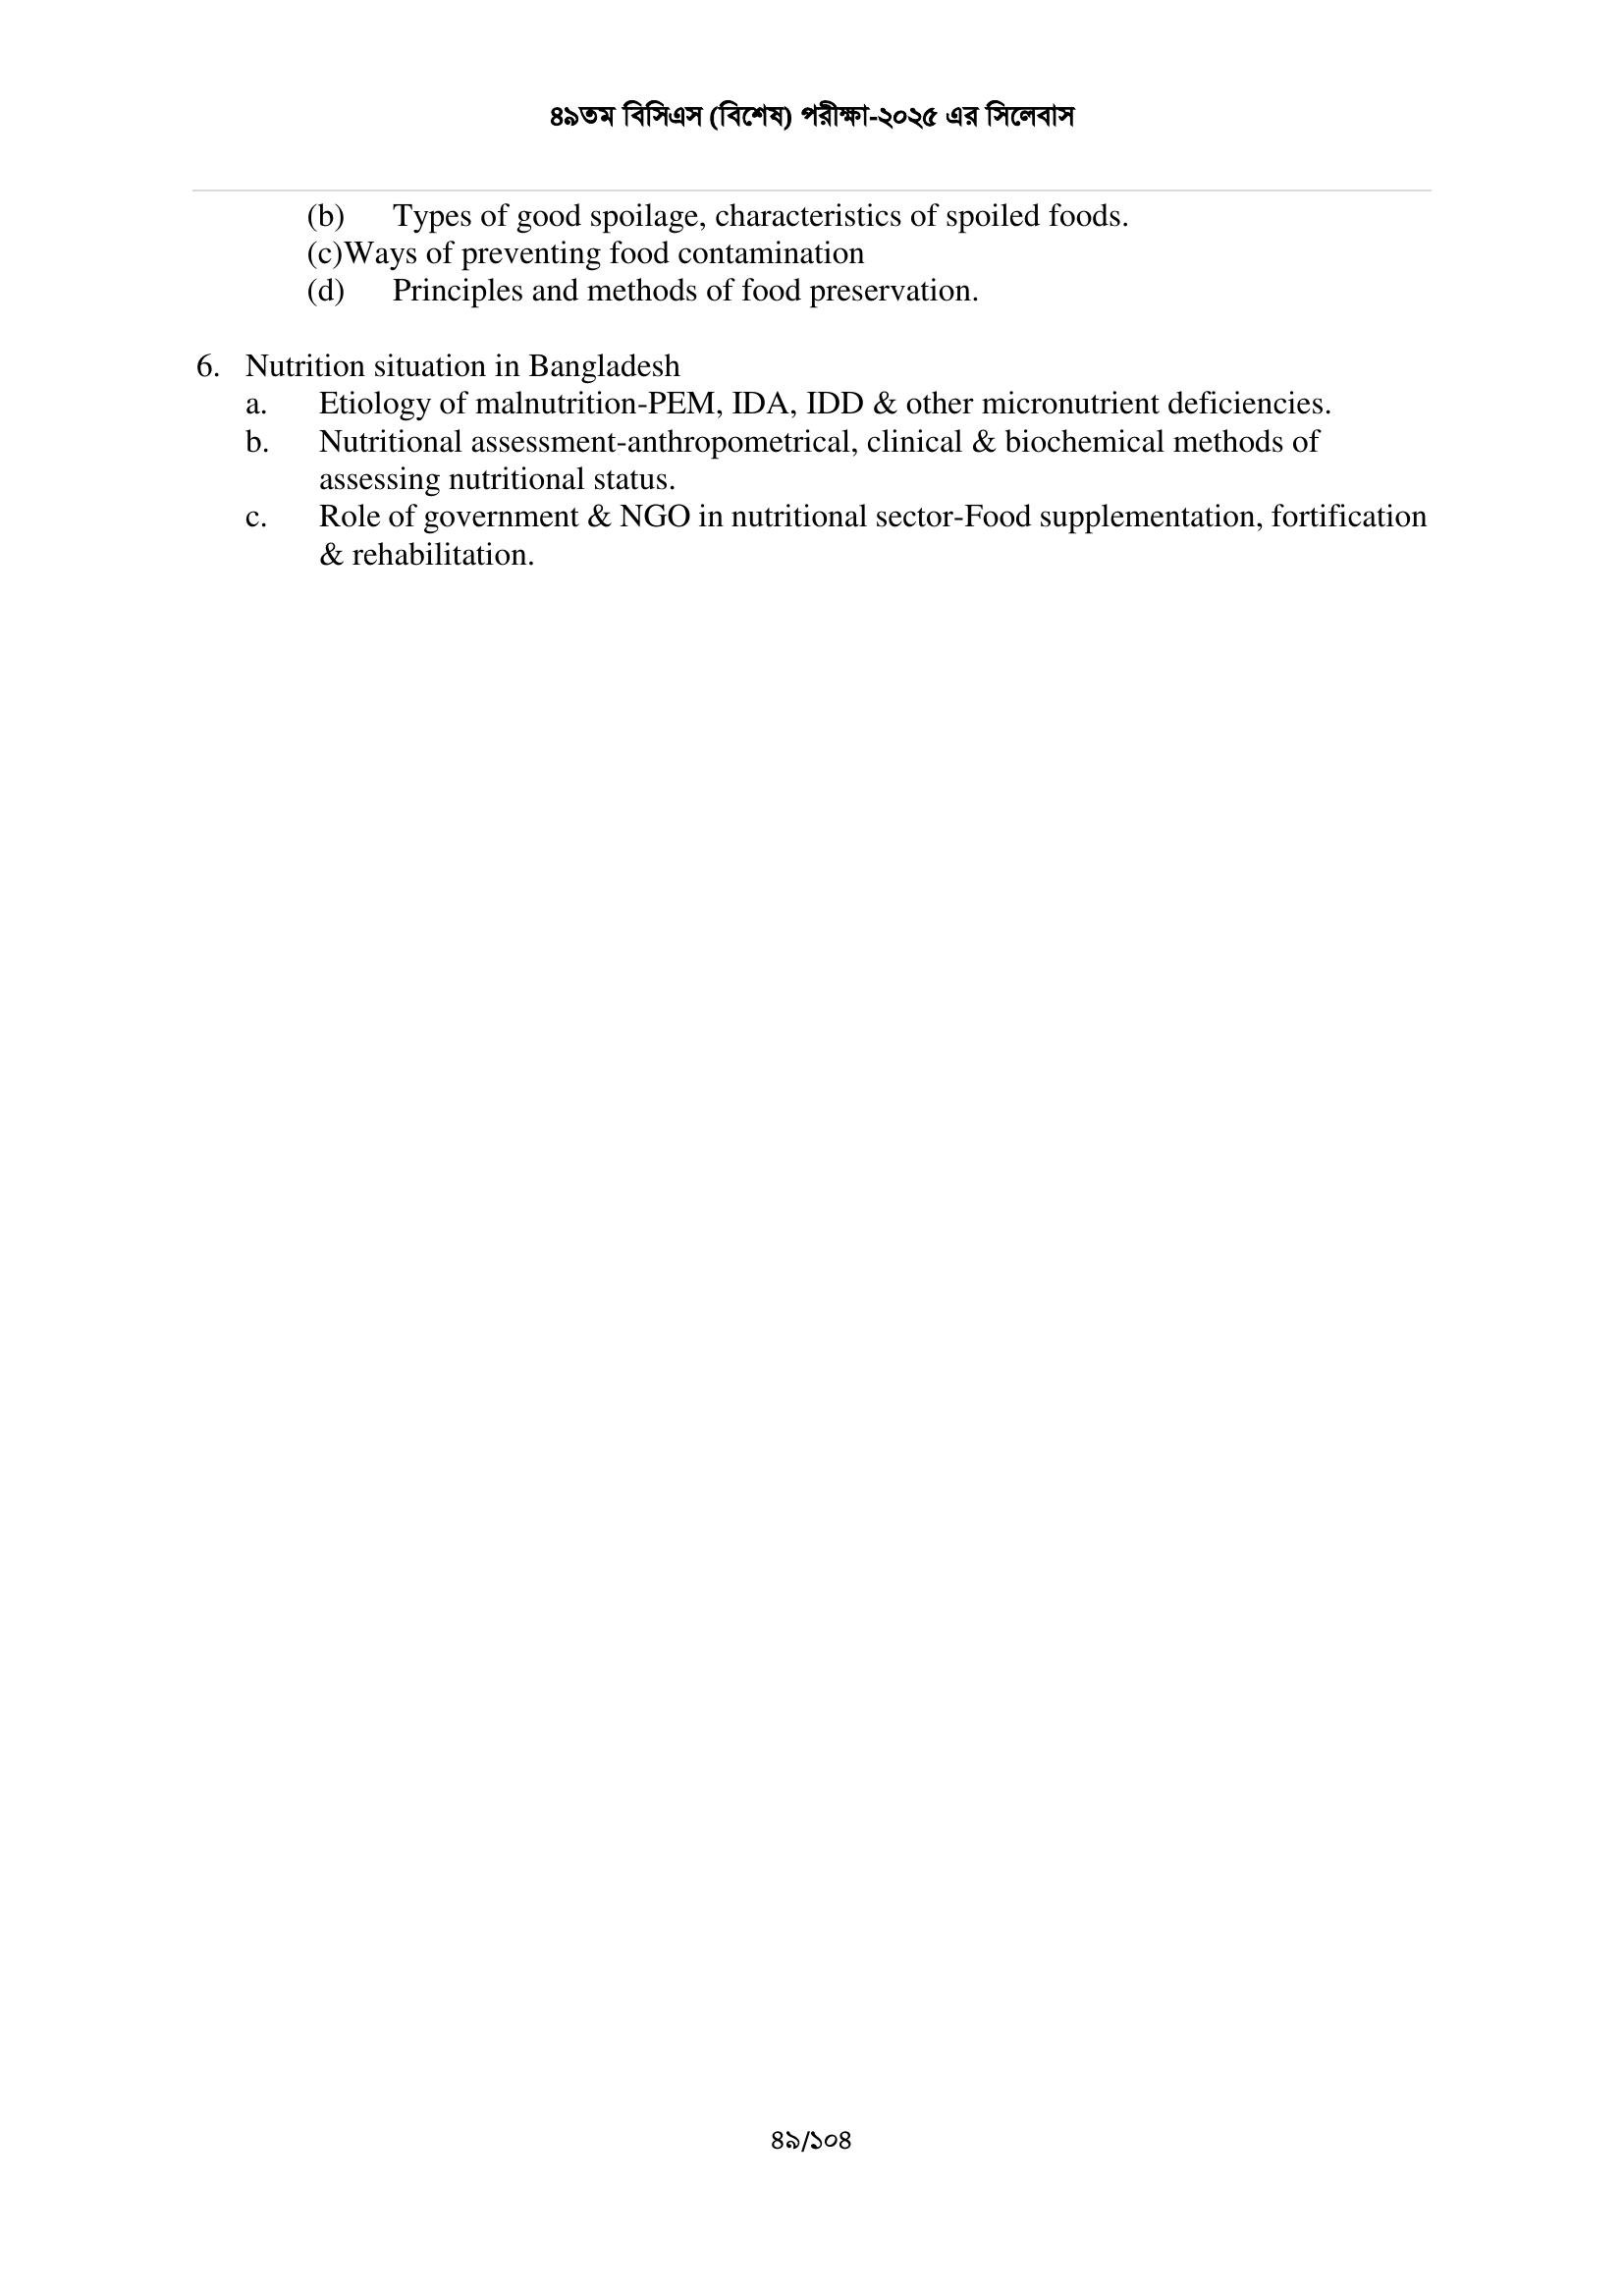 ৪৯তম বিসিএস (বিশেষ) পরীক্ষা-২০২৫ এর সিলেবাস
(b) Types of good spoilage, characteristics of spoiled foods.
(c)Ways of preventing food contamination
(d) Principles and methods of food preservation.
6. Nutrition situation in Bangladesh
a. Etiology of malnutrition-PEM, IDA, IDD & other micronutrient deficiencies.
b. Nutritional assessment-anthropometrical, clinical & biochemical methods of
assessing nutritional status.
c. Role of government & NGO in nutritional sector-Food supplementation, fortification
& rehabilitation.
৪৯/১০৪